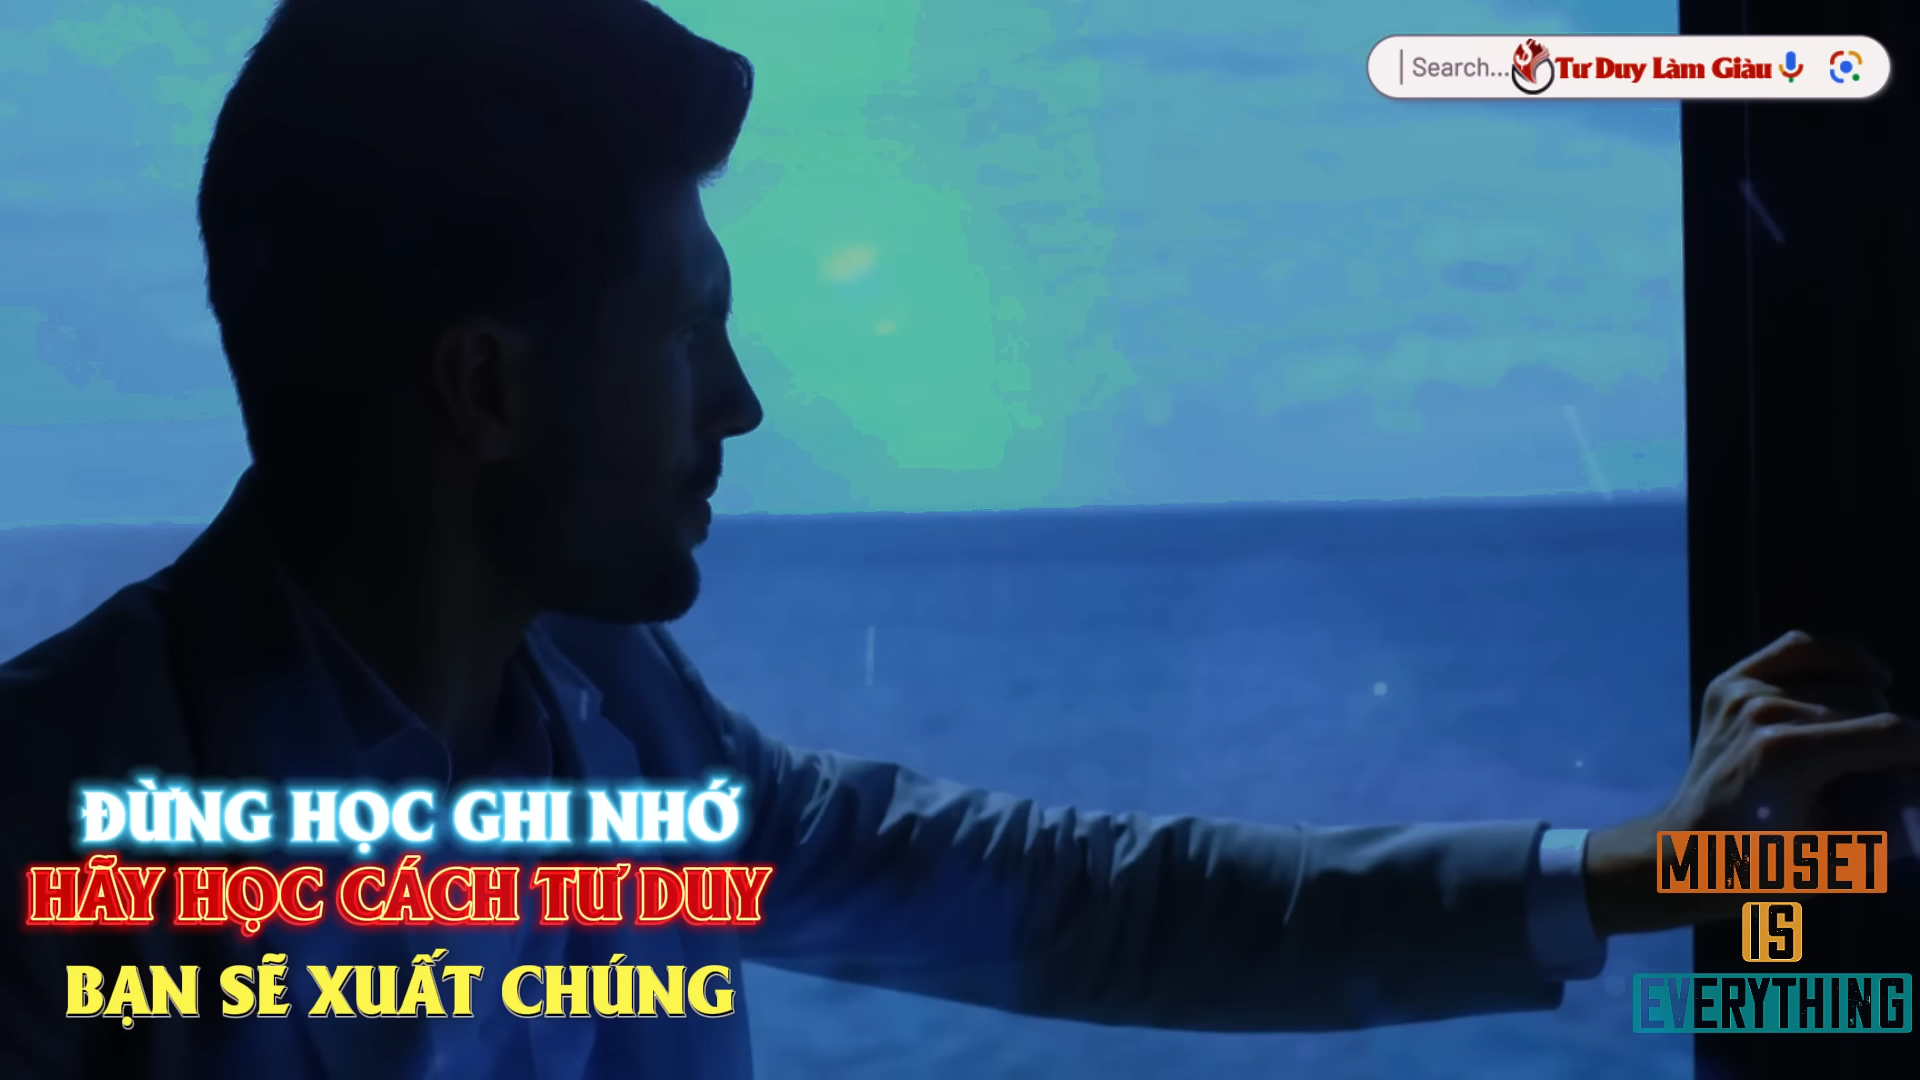 Search... Tư Duy Làm Giàu
ĐỪNG HỌC GHI NHỚ
HÃY HỌC CÁCH TƯ DUY
BẠN SẼ XUẤT CHÚNG
MINDSET
IS
EVERYTHING